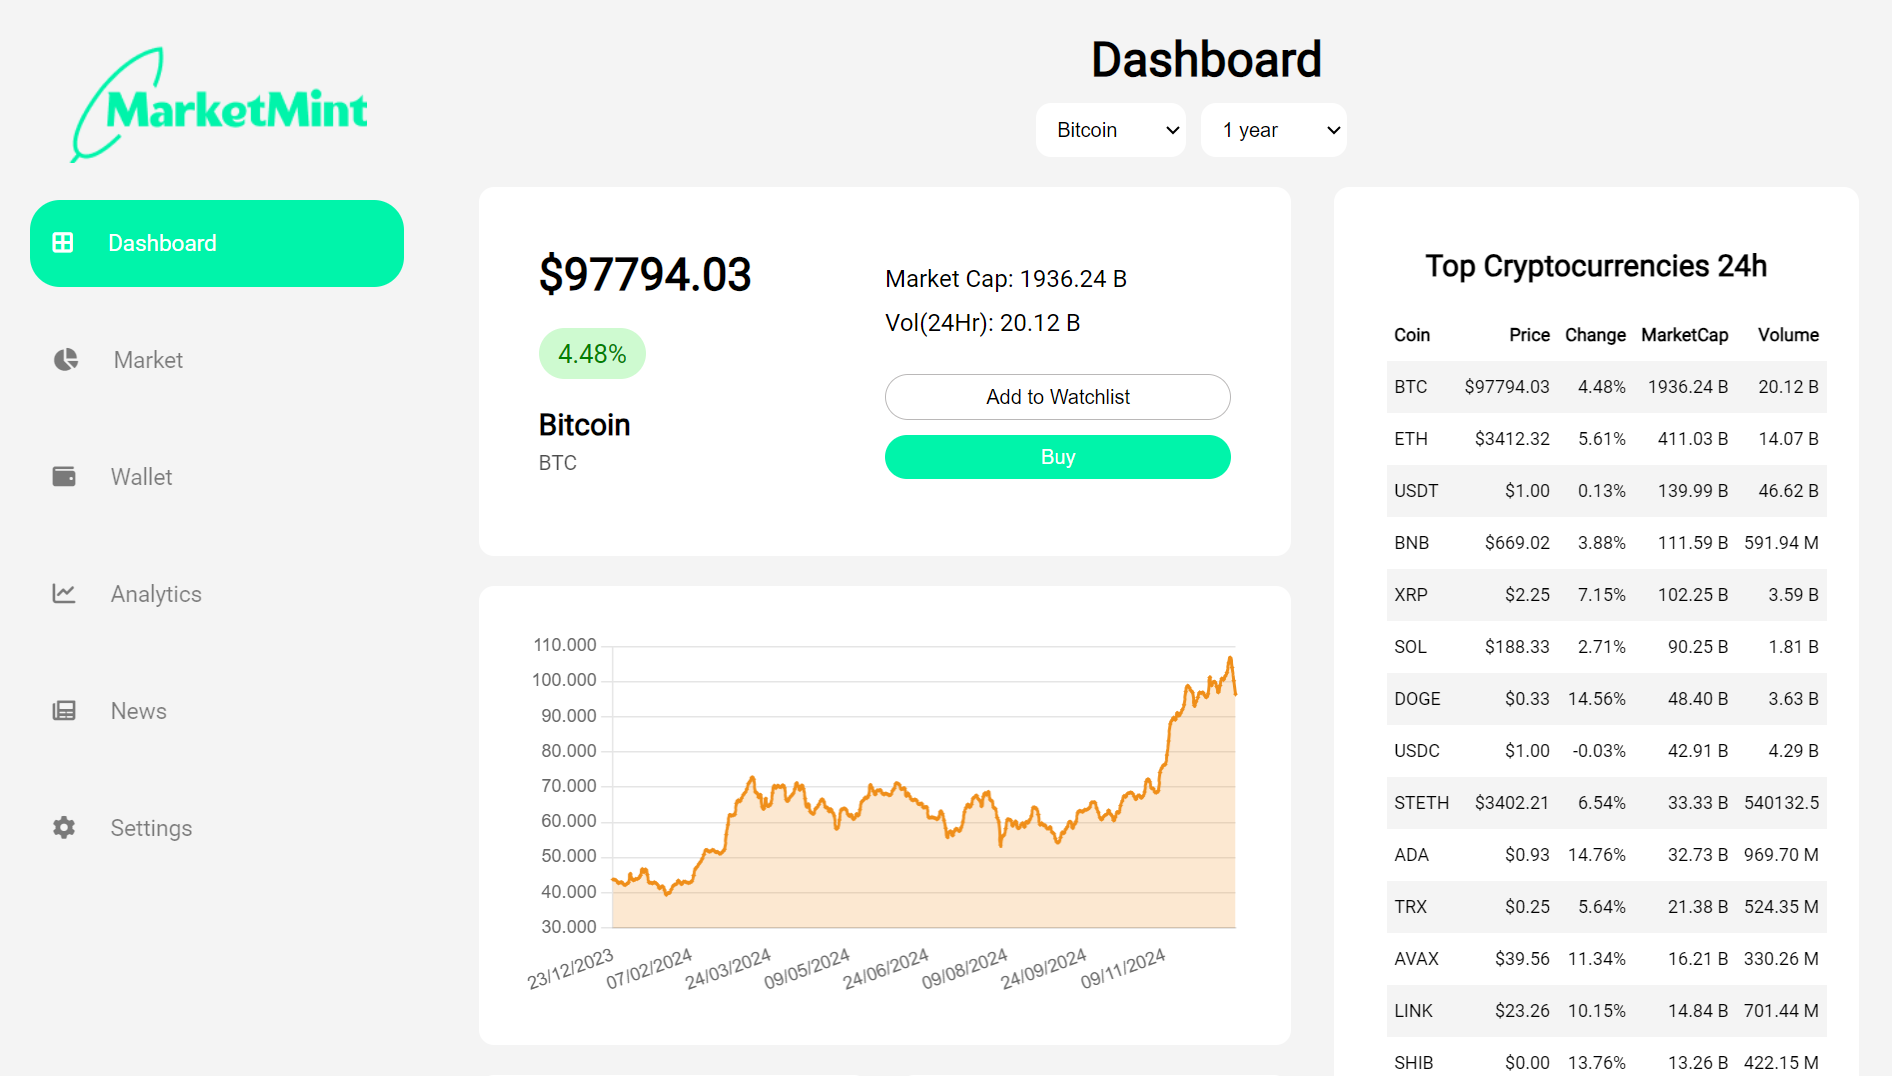 MarketMint
Dashboard
Market
Wallet
Analytics
News
Settings
Dashboard
Bitcoin 1 year
$97794.03
4.48%
Bitcoin
BTC
Market Cap: 1936.24 B
Vol(24Hr): 20.12 B
Add to Watchlist
Buy
110.000
100.000
90.000
80.000
70.000
60.000
50.000
40.000
30.000
23/12/2023 07/02/2024 24/03/2024 09/05/2024 24/06/2024 09/08/2024 24/09/2024 09/11/2024
Top Cryptocurrencies 24h
Coin Price Change MarketCap Volume
BTC $97794.03 4.48% 1936.24 B 20.12 B
ETH $3412.32 5.61% 411.03 B 14.07 B
USDT $1.00 0.13% 139.99 B 46.62 B
BNB $669.02 3.88% 111.59 B 591.94 M
XRP $2.25 7.15% 102.25 B 3.59 B
SOL $188.33 2.71% 90.25 B 1.81 B
DOGE $0.33 14.56% 48.40 B 3.63 B
USDC $1.00 -0.03% 42.91 B 4.29 B
STETH $3402.21 6.54% 33.33 B 540132.5
ADA $0.93 14.76% 32.73 B 969.70 M
TRX $0.25 5.64% 21.38 B 524.35 M
AVAX $39.56 11.34% 16.21 B 330.26 M
LINK $23.26 10.15% 14.84 B 701.44 M
SHIB $0.00 13.76% 13.26 B 422.15 M